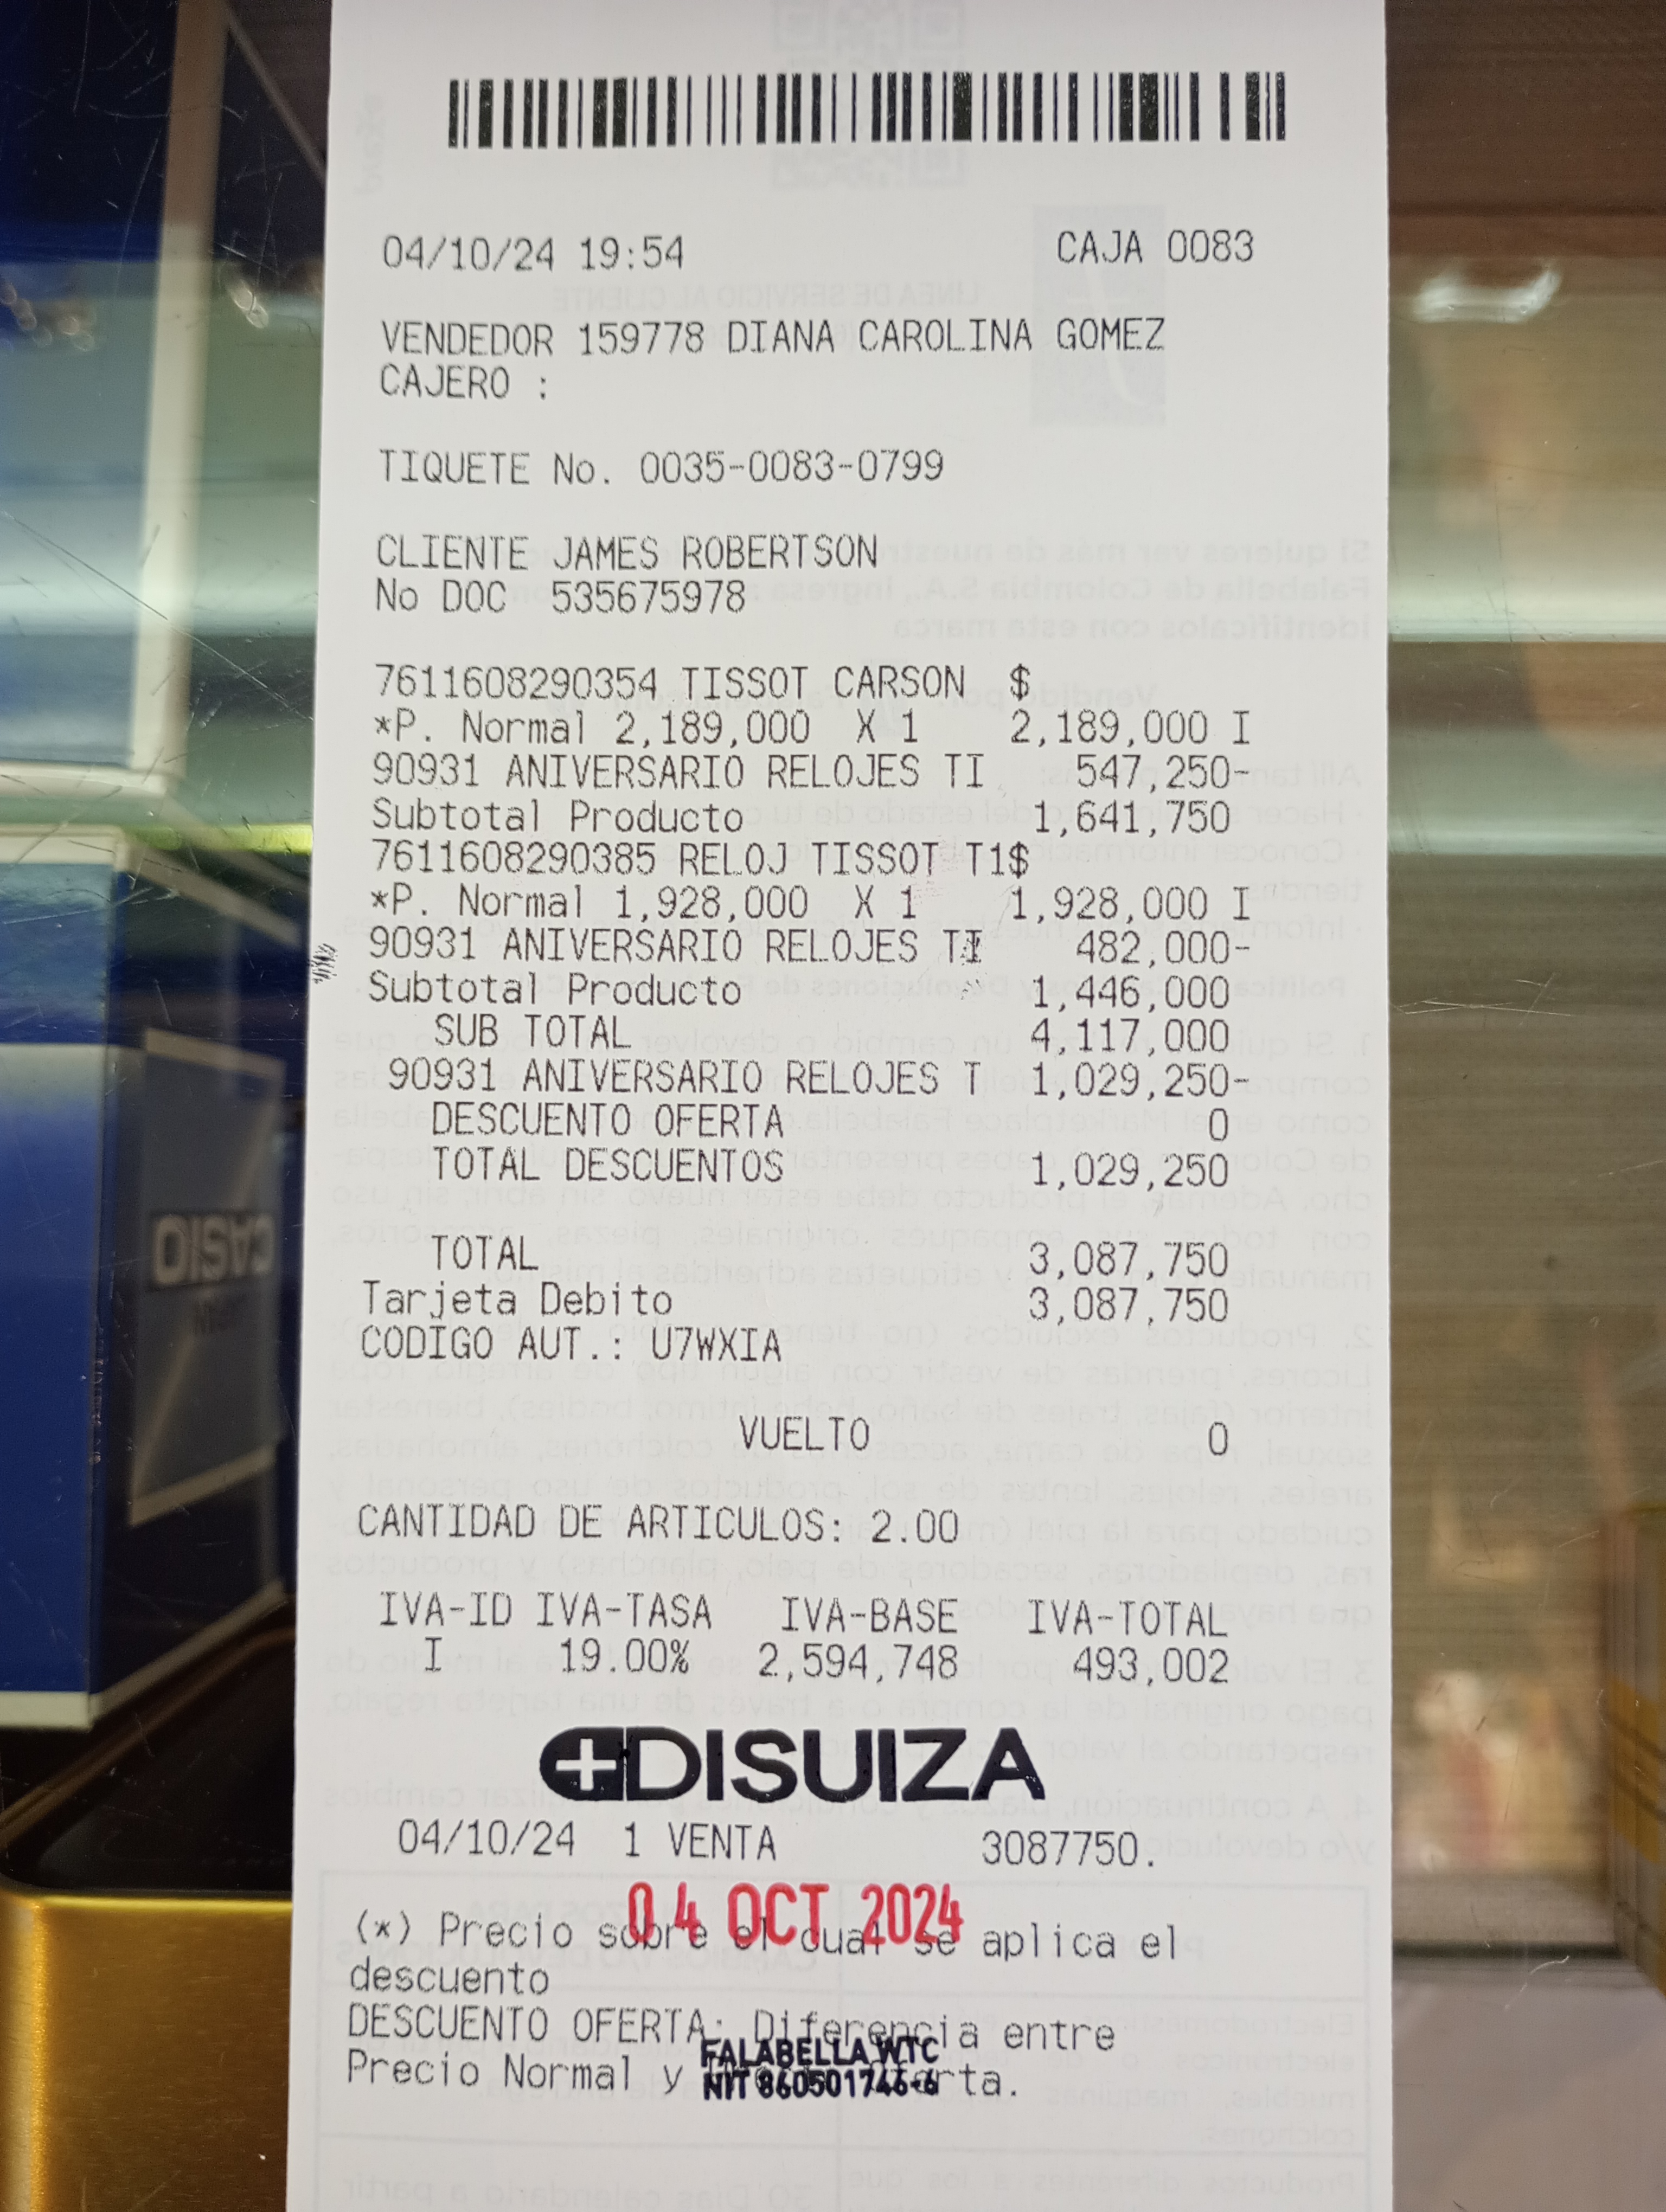 04/10/24 19:54 CAJA 0083
VENDEDOR 159778 DIANA CAROLINA GOMEZ
CAJERO :
TIQUETE No. 0035-0083-0799
CLIENTE JAMES ROBERTSON
No DOC 535675978
7611608290354 TISSOT CARSON $
*P. Normal 2,189,000 X 1 2,189,000 I
90931 ANIVERSARIO RELOJES TI 547,250-
Subtotal Producto 1,641,750
7611608290385 RELOJ TISSOT T1$
*P. Normal 1,928,000 X 1 1,928,000 I
90931 ANIVERSARIO RELOJES TI 482,000-
Subtotal Producto 1,446,000
SUB TOTAL 4,117,000
90931 ANIVERSARIO RELOJES T 1,029,250-
DESCUENTO OFERTA 0
TOTAL DESCUENTOS 1,029,250
TOTAL 3,087,750
Tarjeta Debito 3,087,750
CODIGO AUT.: U7WXIA
VUELTO 0
CANTIDAD DE ARTICULOS: 2.00
IVA-ID IVA-TASA IVA-BASE IVA-TOTAL
I 19.00% 2,594,748 493,002
DISUIZA
04/10/24 1 VENTA 3087750.
04 OCT 2024
(*) Precio sobre el cual se aplica el
descuento
DESCUENTO OFERTA: Diferencia entre
Precio Normal y
FALABELLA WTC
NIT 860501746-6
CASIO